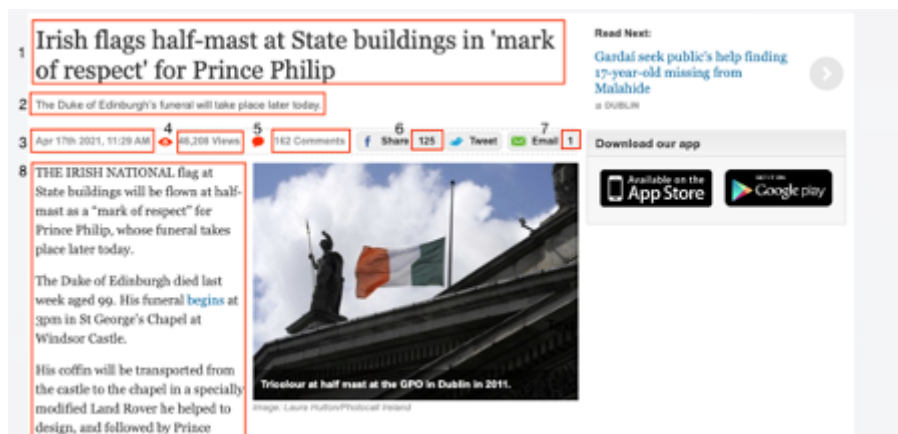 1 Irish flags half-mast at State buildings in 'mark
of respect' for Prince Philip
2 The Duke of Edinburgh's funeral will take place later today.
4 5 6 7
3 Apr 17th 2021, 11:29 AM 46,208 Views 162 Comments f Share 125 Tweet Email 1
8 THE IRISH NATIONAL flag at
State buildings will be flown at half-
mast as a "mark of respect" for
Prince Philip, whose funeral takes
place later today.
The Duke of Edinburgh died last
week aged 99. His funeral begins at
3pm in St George's Chapel at
Windsor Castle.
His coffin will be transported from
the castle to the chapel in a specially
modified Land Rover he helped to
design, and followed by Prince
Tricolour at half mast at the GPO in Dublin in 2011.
Image: Laura Hutton/Photocall Ireland
Read Next:
Gardaí seek public's help finding
17-year-old missing from
Malahide
DUBLIN
Download our app
Available on the
App Store
GET IT ON
Google play